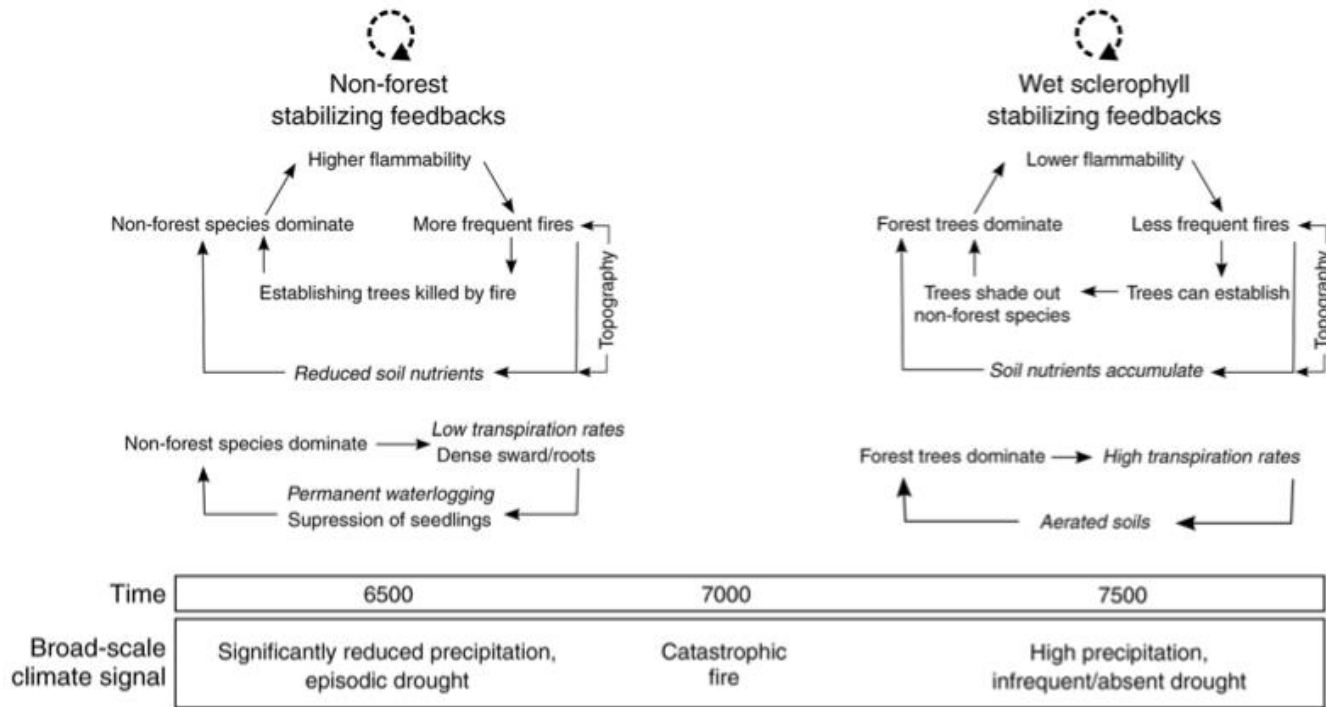 Non-forest
stabilizing feedbacks
Higher flammability
Non-forest species dominate
More frequent fires
Establishing trees killed by fire
Topography
Reduced soil nutrients
Non-forest species dominate
Low transpiration rates
Dense sward/roots
Permanent waterlogging
Supression of seedlings
Wet sclerophyll
stabilizing feedbacks
Lower flammability
Forest trees dominate
Less frequent fires
Trees shade out
non-forest species
Trees can establish
Topography
Soil nutrients accumulate
Forest trees dominate
High transpiration rates
Aerated soils
Time
6500
7000
7500
Broad-scale
climate signal
Significantly reduced precipitation,
episodic drought
Catastrophic
fire
High precipitation,
infrequent/absent drought